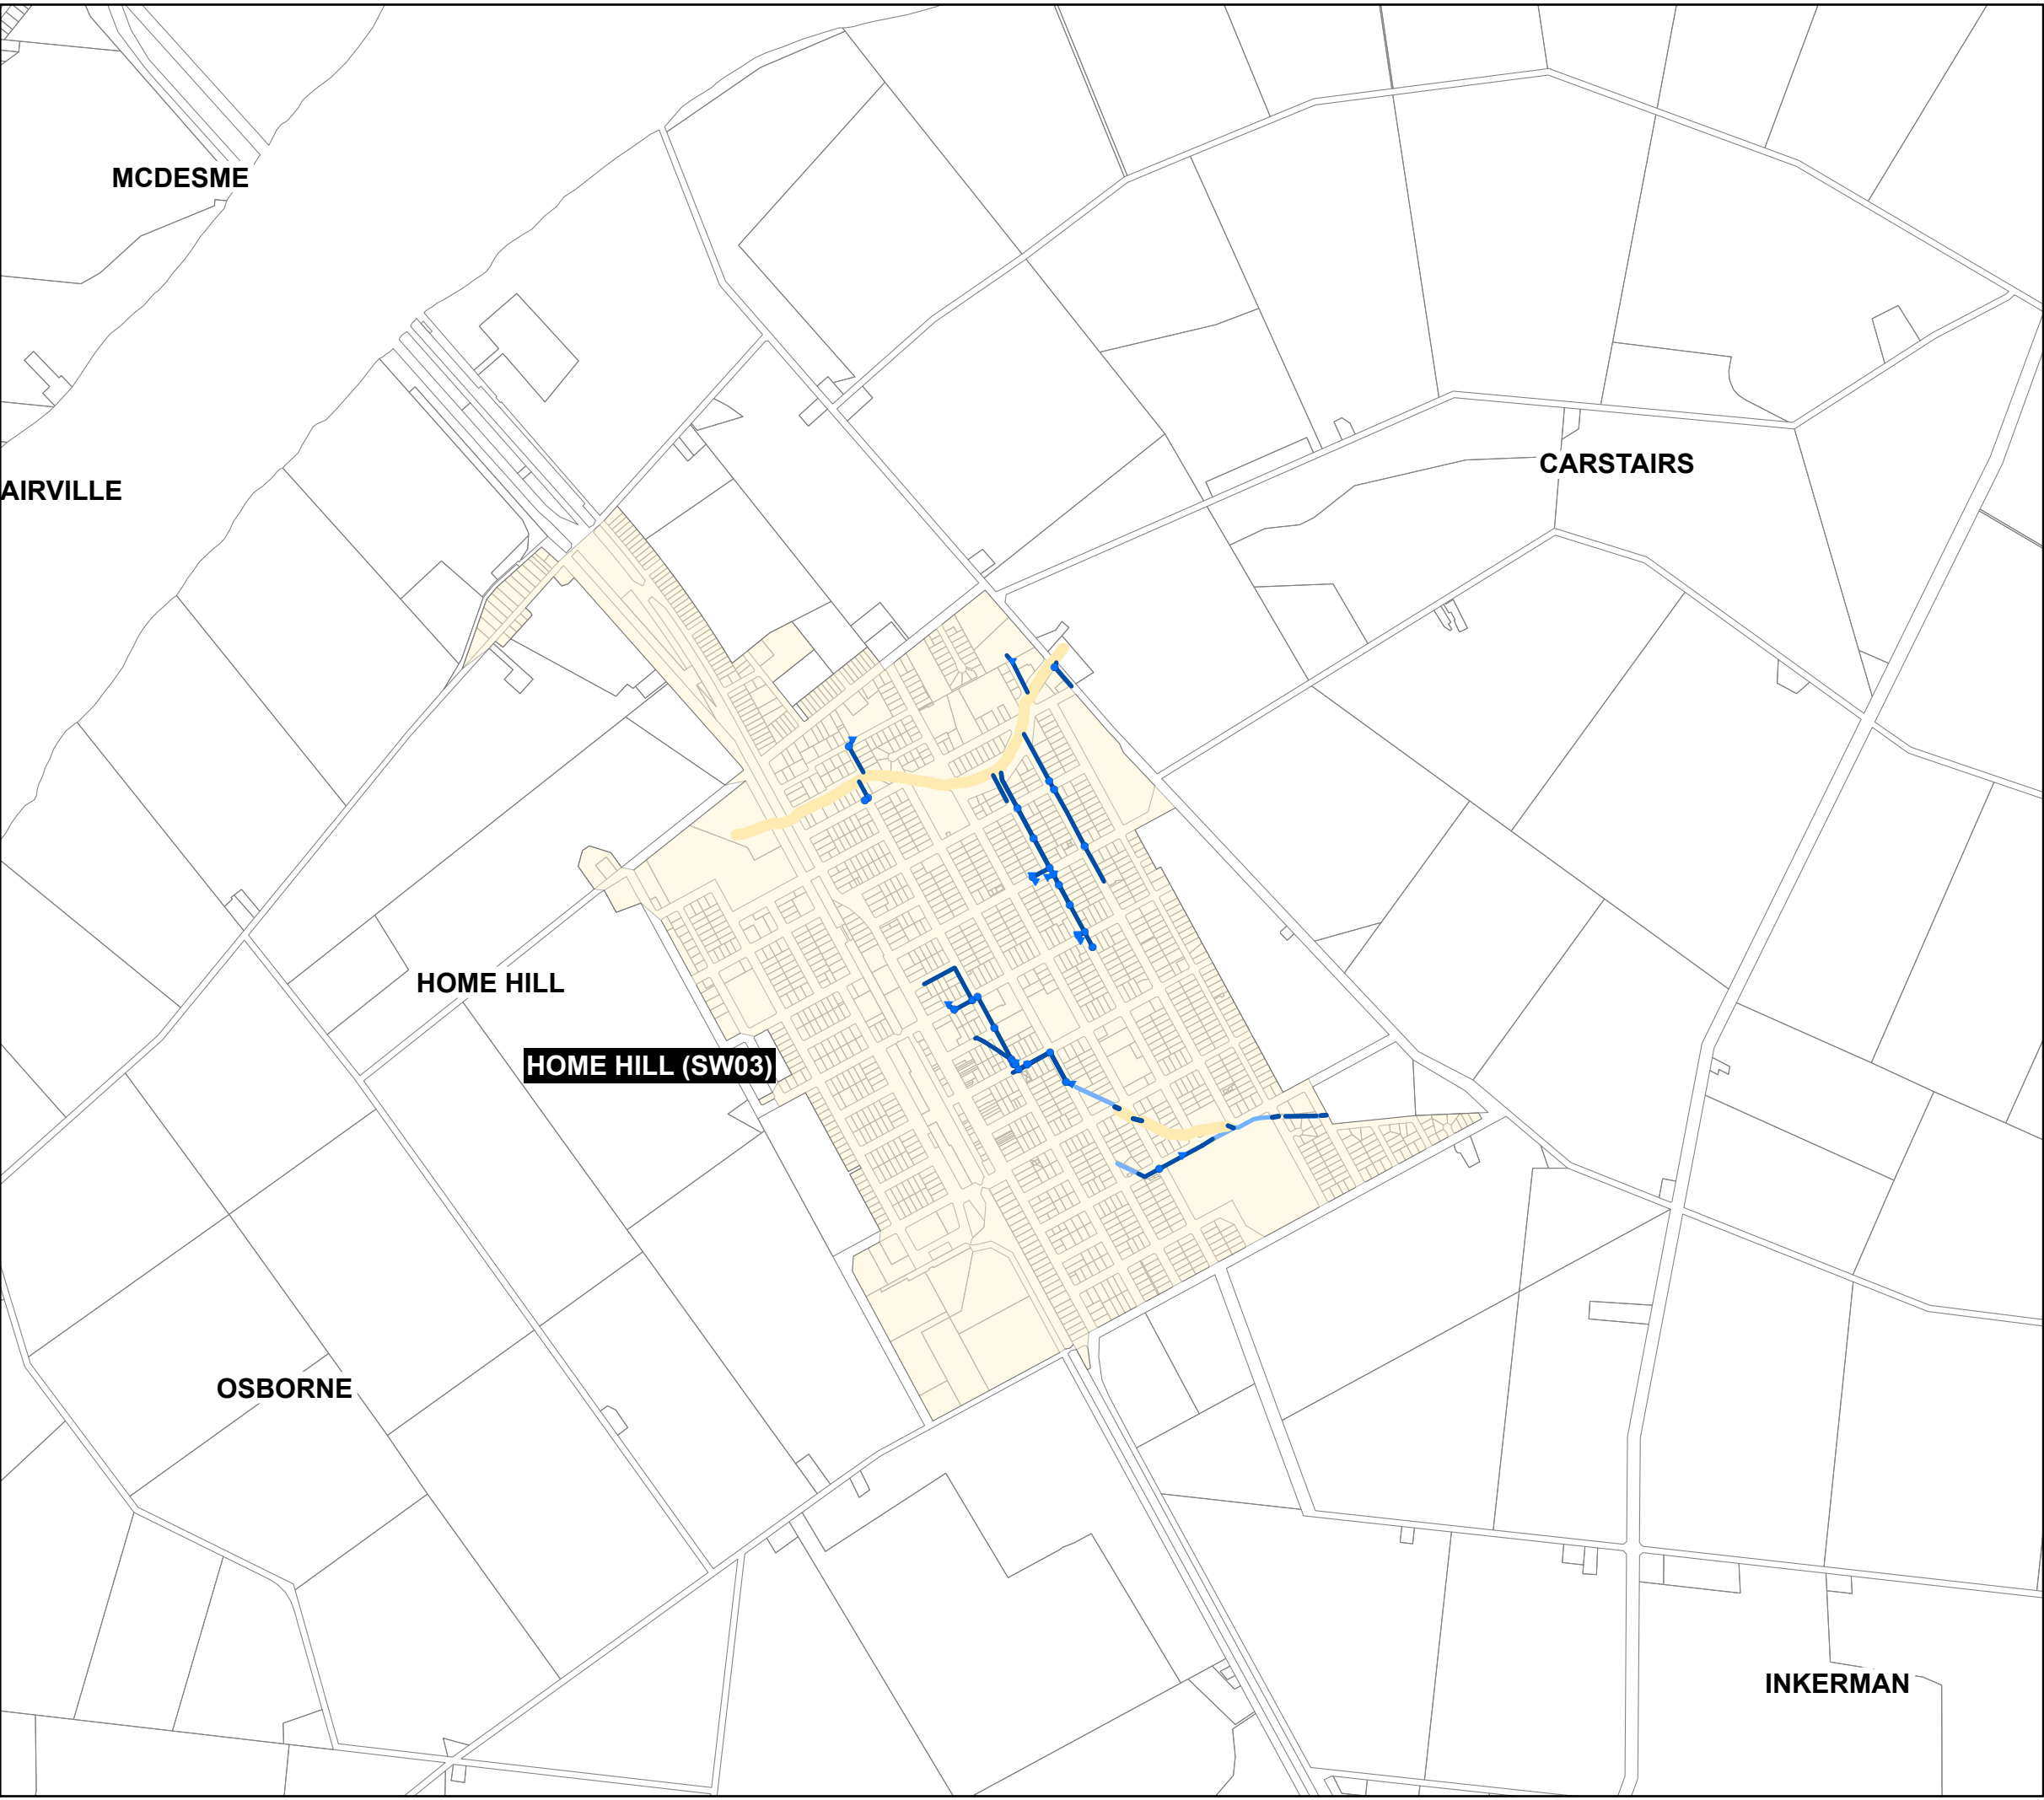 MCDESME
CARSTAIRS
AIRVILLE
HOME HILL
HOME HILL (SW03)
OSBORNE
INKERMAN